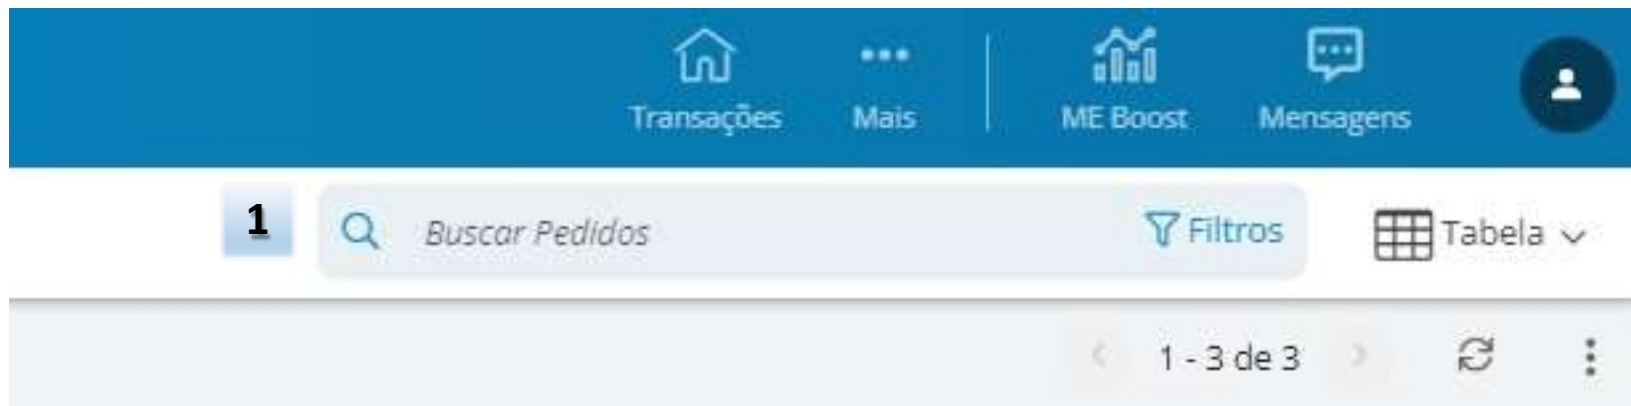 Transações Mais ME Boost Mensagens
1 Buscar Pedidos Filtros Tabela
1 - 3 de 3